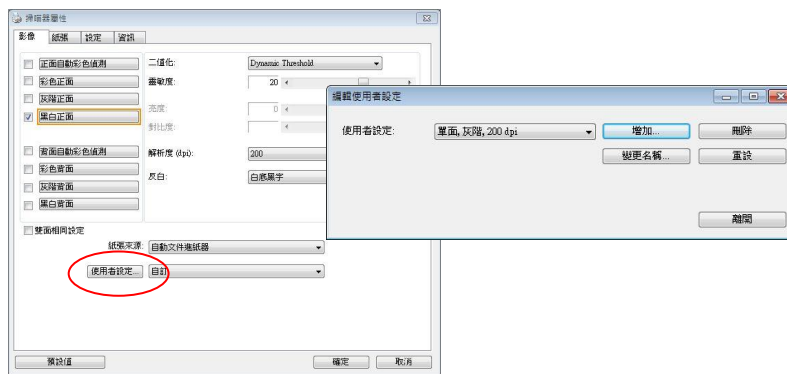 掃描器屬性
影像 紙張 設定 資訊
正面自動彩色偵測
彩色正面
灰階正面
黑白正面
背面自動彩色偵測
彩色背面
灰階背面
黑白背面
二值化: Dynamic Threshold
靈敏度: 20
亮度: 0
對比度:
解析度 (dpi): 200
反白: 白底黑字
雙面相同設定
紙張來源: 自動文件進紙器
使用者設定... 自訂
預設值 確定 取消
編輯使用者設定
使用者設定: 單面, 灰階, 200 dpi 增加... 刪除
變更名稱... 重設
離開